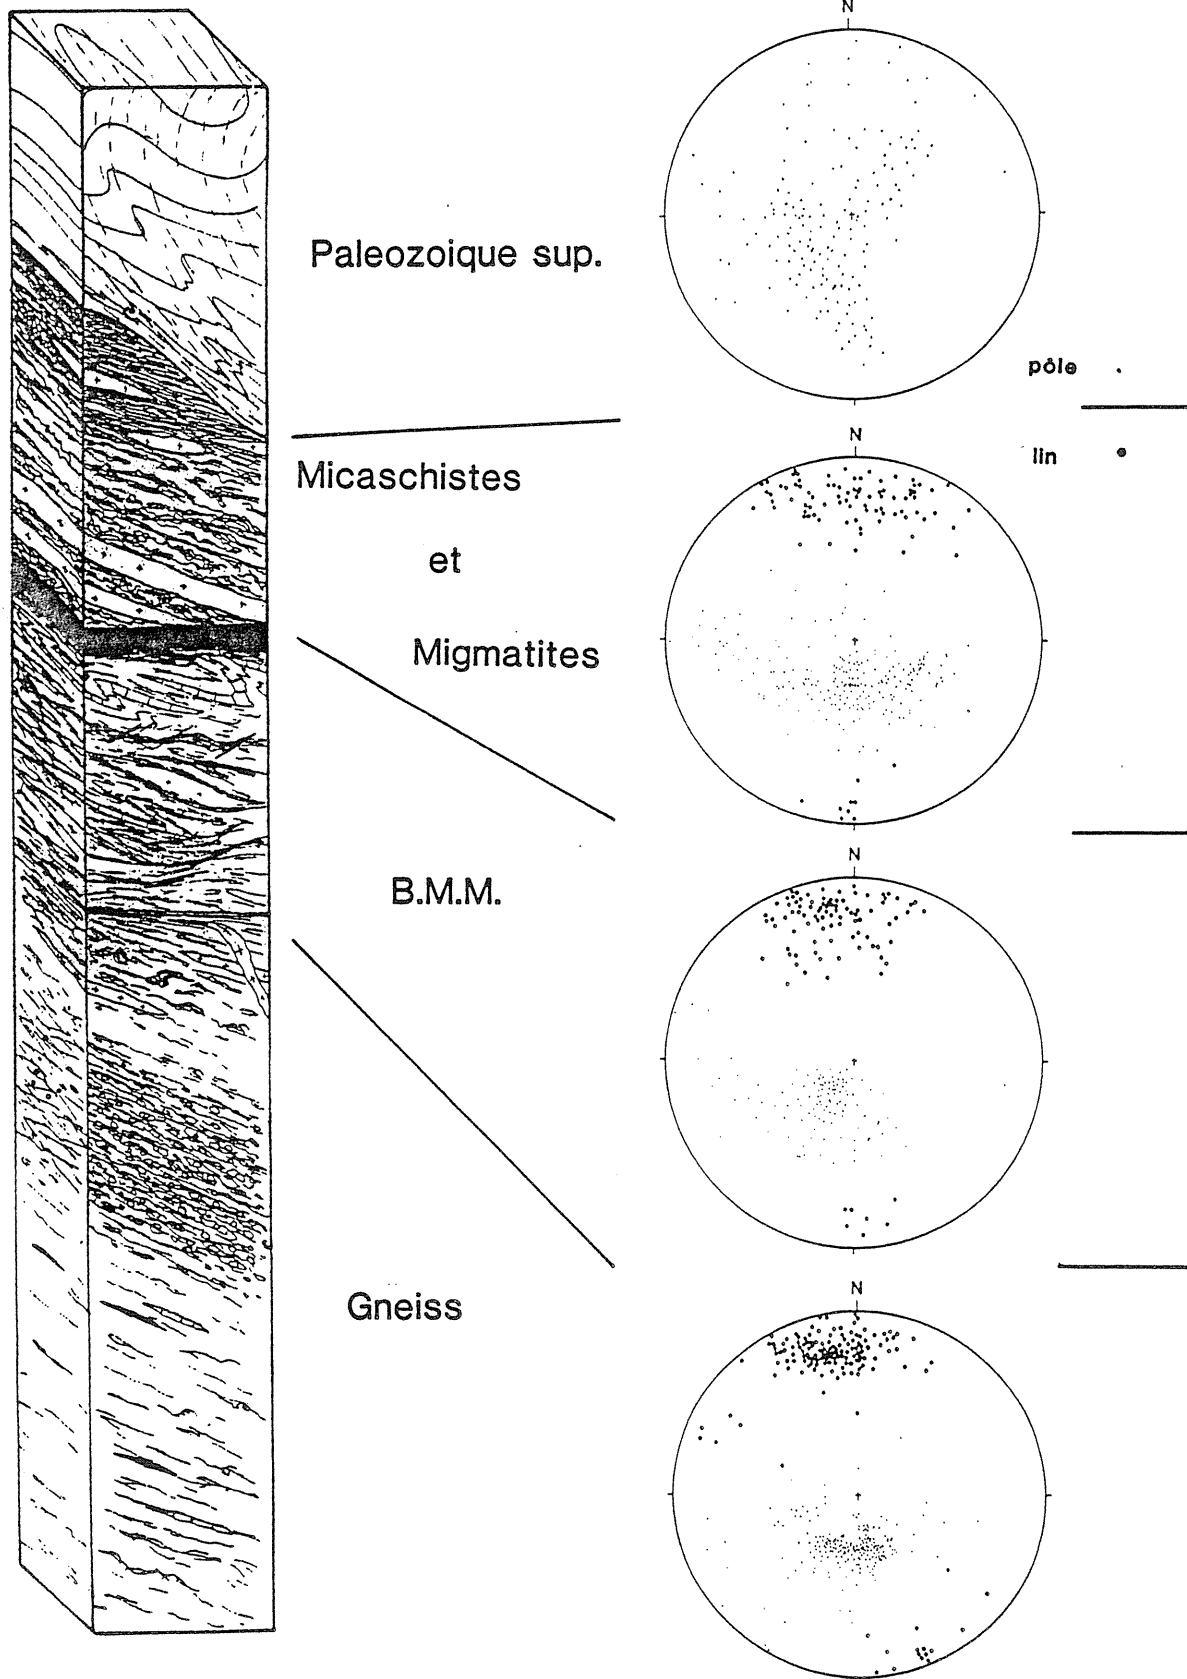 N
Paleozoique sup.
pôle
N
lin
Micaschistes
et
Migmatites
N
B.M.M.
N
Gneiss